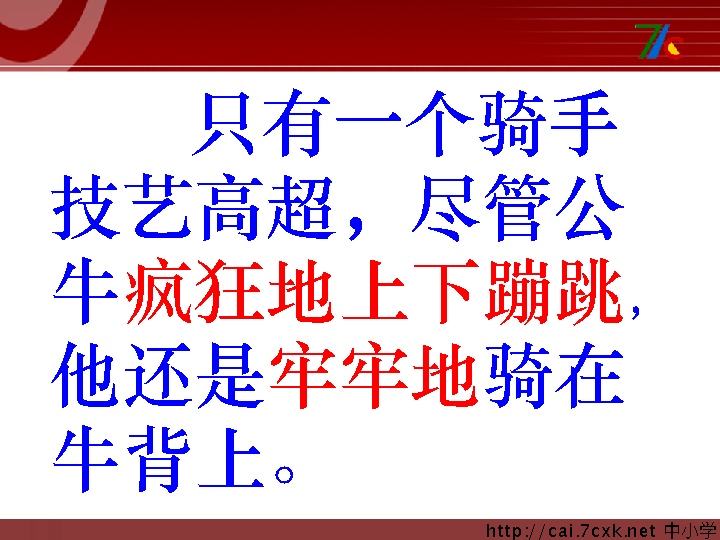 7c
只有一个骑手
技艺高超，尽管公
牛疯狂地上下蹦跳，
他还是牢牢地骑在
牛背上。
http://cai.7cxk.net 中小学